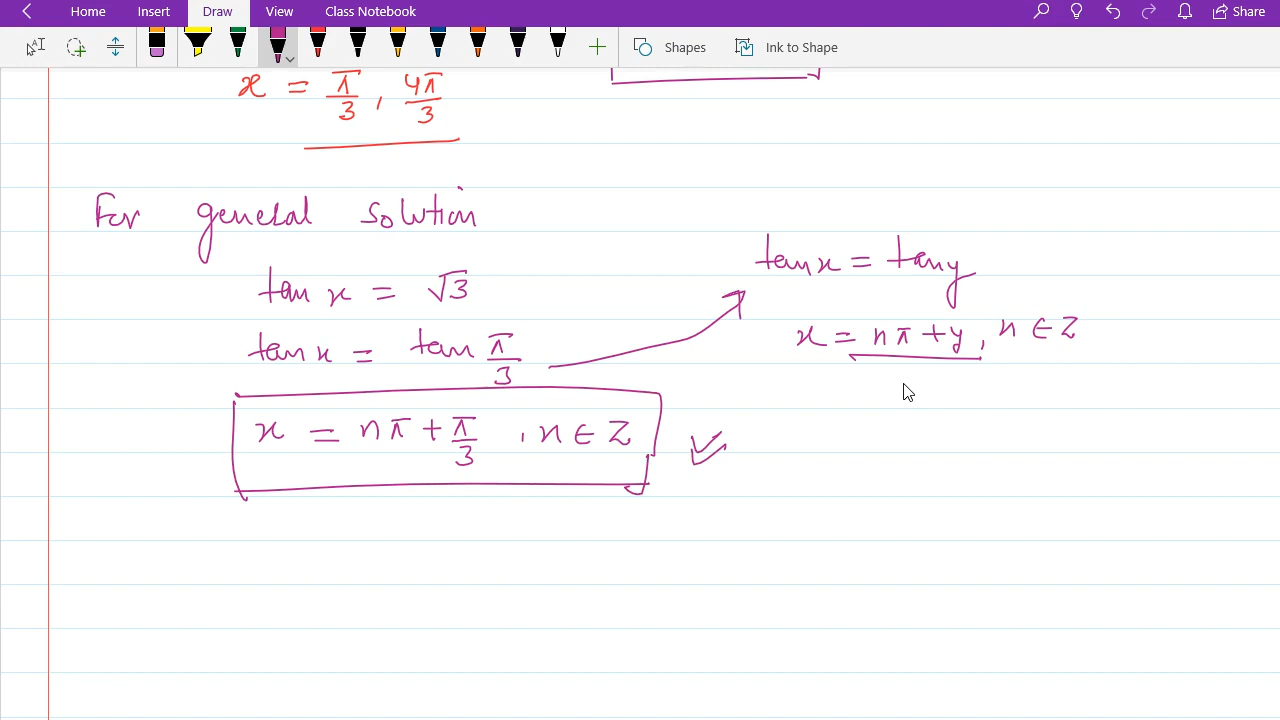 Home Insert Draw View Class Notebook Share
Shapes Ink to Shape
x = π/3 , 4π/3
For general solution
tan x = √3
tan x = tan π/3
x = nπ + π/3 , n ∈ Z
tan x = tan y
x = nπ + y , n ∈ Z